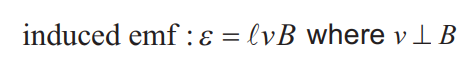 induced emf : ε = ℓvB where v ⊥ B